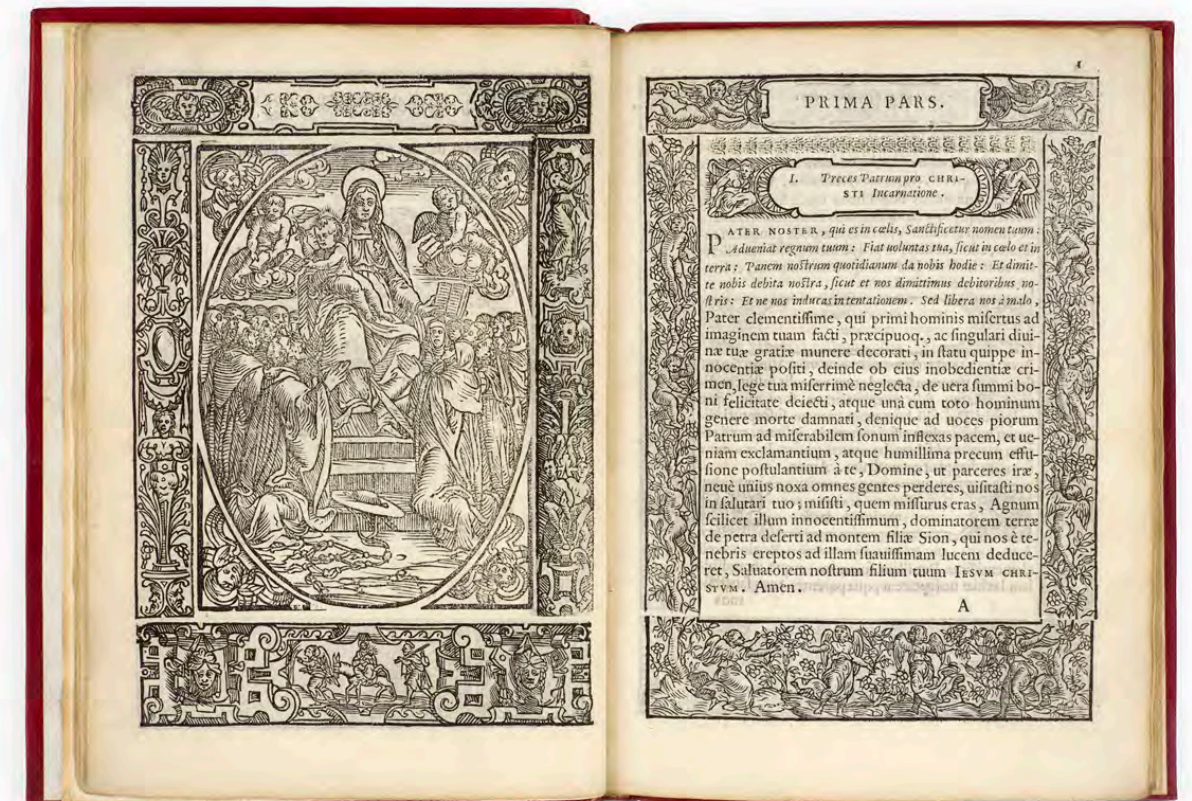 1
PRIMA PARS.
I. Preces Patrum pro CHRI-
STI Incarnatione.
PATER NOSTER, qui es in cœlis, Sanctificetur nomen tuum:
Adueniat regnum tuum: Fiat uoluntas tua, ſicut in cœlo et in
terra: Panem noſtrum quotidianum da nobis hodie: Et dimit-
te nobis debita noſtra, ſicut et nos dimittimus debitoribus no-
ſtris: Et ne nos inducas in tentationem. Sed libera nos à malo,
Pater clementiſſime, qui primi hominis miſertus ad
imaginem tuam facti, præcipuoq., ac ſingulari diui-
næ tuæ gratiæ munere decorati, in ſtatu quippe in-
nocentiæ poſiti, deinde ob eius inobedientiæ cri-
men, lege tua miſerrimè neglecta, de uera ſummi bo-
ni felicitate deiecti, atque unà cum toto hominum
genere morte damnati, denique ad uoces piorum
Patrum ad miſerabilem ſonum inflexas pacem, et ue-
niam exclamantium, atque humillima precum effu-
ſione poſtulantium à te, Domine, ut parceres iræ,
neuè unius noxa omnes gentes perderes, uiſitaſti nos
in ſalutari tuo; miſiſti, quem miſſurus eras, Agnum
ſcilicet illum innocentiſſimum, dominatorem terræ
de petra deſerti ad montem filiæ Sion, qui nos è te-
nebris ereptos ad illam ſuauiſſimam lucem deduce-
ret, Saluatorem noſtrum filium tuum IESVM CHRI-
STVM. Amen.
A